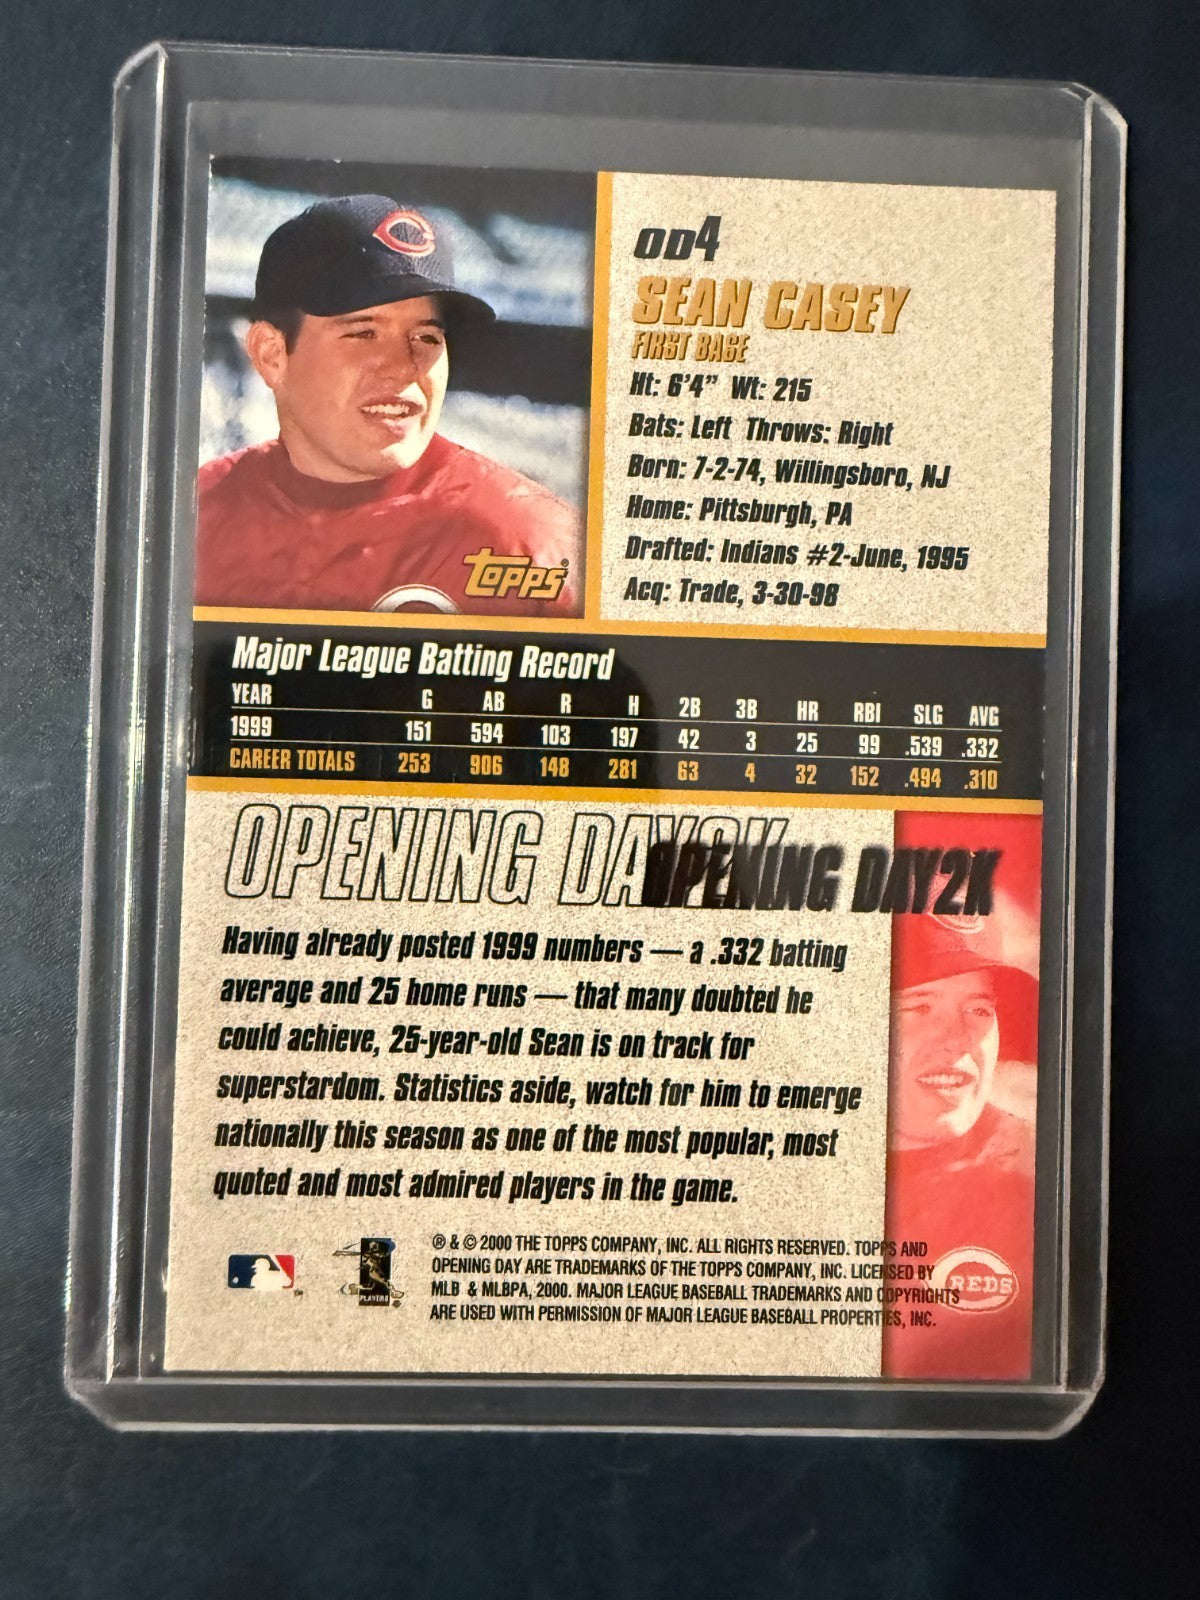 OD4
SEAN CASEY
FIRST BASE
Ht: 6'4" Wt: 215
Bats: Left Throws: Right
Born: 7-2-74, Willingsboro, NJ
Home: Pittsburgh, PA
Drafted: Indians #2-June, 1995
Acq: Trade, 3-30-98
TOPPS®
Major League Batting Record
YEAR G AB R H 2B 3B HR RBI SLG AVG
1999 151 594 103 197 42 3 25 99 .539 .332
CAREER TOTALS 253 906 148 281 63 4 32 152 .494 .310
OPENING DAY2K
OPENING DAY2K
Having already posted 1999 numbers — a .332 batting
average and 25 home runs — that many doubted he
could achieve, 25-year-old Sean is on track for
superstardom. Statistics aside, watch for him to emerge
nationally this season as one of the most popular, most
quoted and most admired players in the game.
® & © 2000 THE TOPPS COMPANY, INC. ALL RIGHTS RESERVED. TOPPS AND
OPENING DAY ARE TRADEMARKS OF THE TOPPS COMPANY, INC. LICENSED BY
MLB & MLBPA, 2000. MAJOR LEAGUE BASEBALL TRADEMARKS AND COPYRIGHTS
ARE USED WITH PERMISSION OF MAJOR LEAGUE BASEBALL PROPERTIES, INC.
REDS